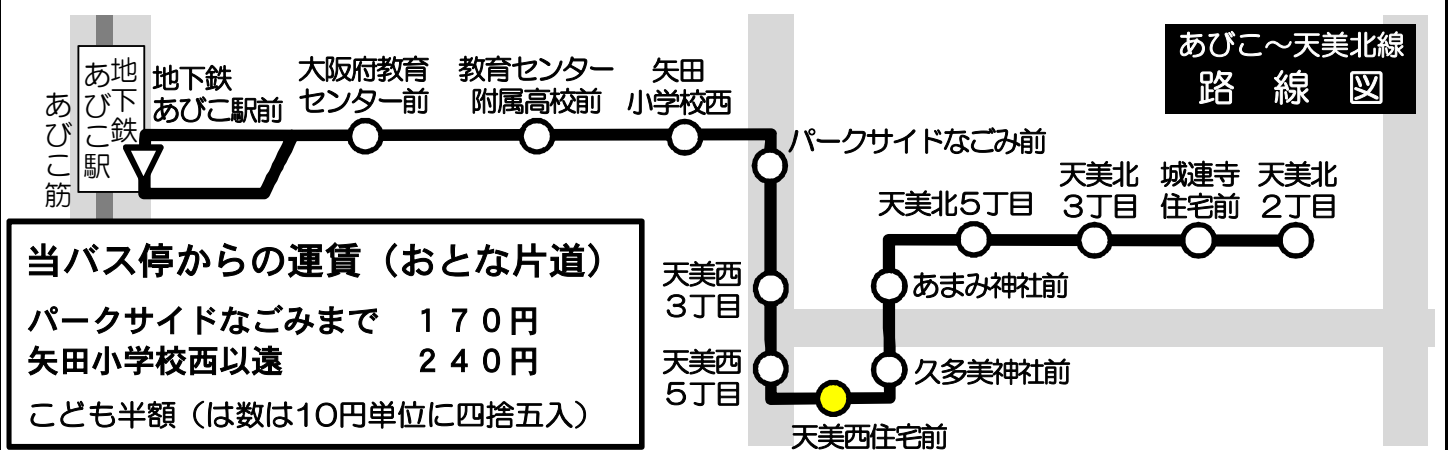 あびこ～天美北線
路線図
あびこ筋
地下鉄
あびこ駅
地下鉄
あびこ駅前
大阪府教育
センター前
教育センター
附属高校前
矢田
小学校西
パークサイドなごみ前
天美西
3丁目
天美西
5丁目
天美西住宅前
久多美神社前
あまみ神社前
天美北5丁目
天美北
3丁目
城連寺
住宅前
天美北
2丁目
当バス停からの運賃（おとな片道）
パークサイドなごみまで　１７０円
矢田小学校西以遠　２４０円
こども半額（は数は10円単位に四捨五入）